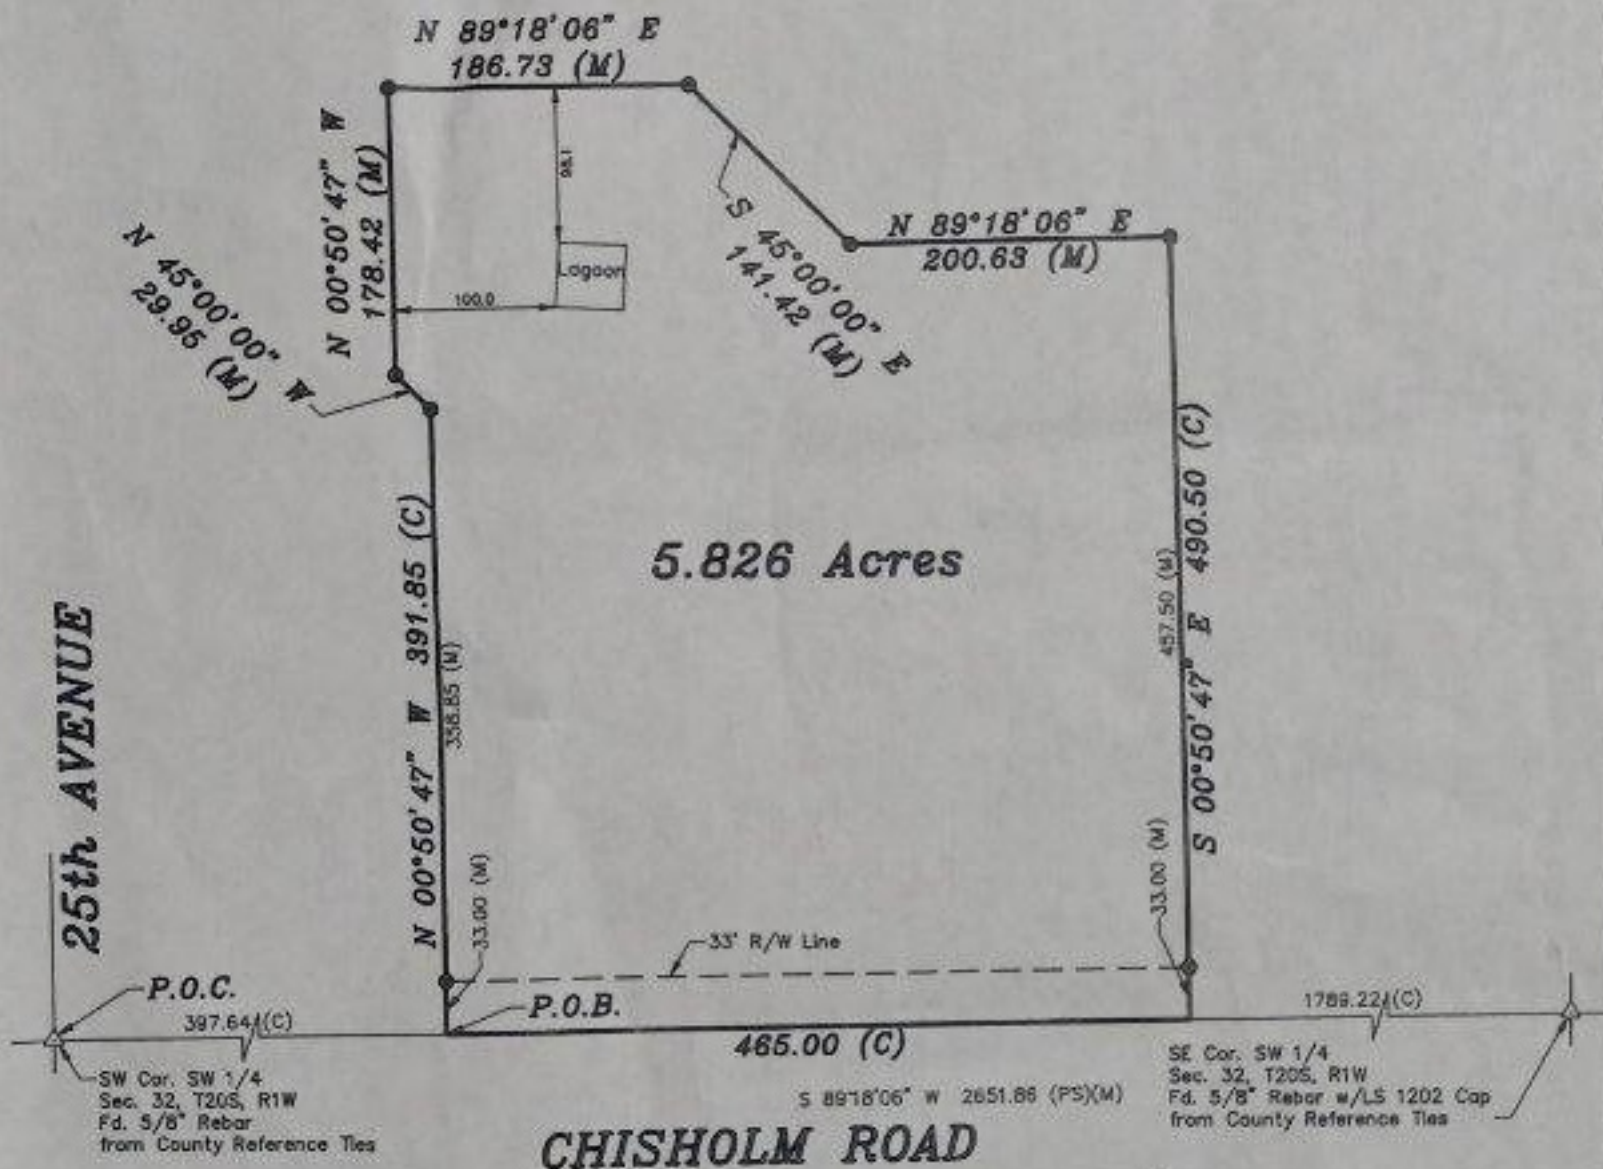 N 89°18'06" E
186.73 (M)
N 00°50'47" W
178.42 (M)
98.1
Lagoon
100.0
N 45°00'00" W
29.95 (M)
S 45°00'00" E
141.42 (M)
N 89°18'06" E
200.63 (M)
N 00°50'47" W 391.85 (C)
358.85 (M)
5.826 Acres
S 00°50'47" E 490.50 (C)
457.50 (M)
25th AVENUE
33.00 (M)
33.00 (M)
33' R/W Line
P.O.C.
397.64 (C)
P.O.B.
465.00 (C)
1789.22 (C)
SW Cor. SW 1/4
Sec. 32, T20S, R1W
Fd. 5/8" Rebar
from County Reference Ties
S 89°18'06" W 2651.86 (PS)(M)
SE Cor. SW 1/4
Sec. 32, T20S, R1W
Fd. 5/8" Rebar w/LS 1202 Cap
from County Reference Ties
CHISHOLM ROAD